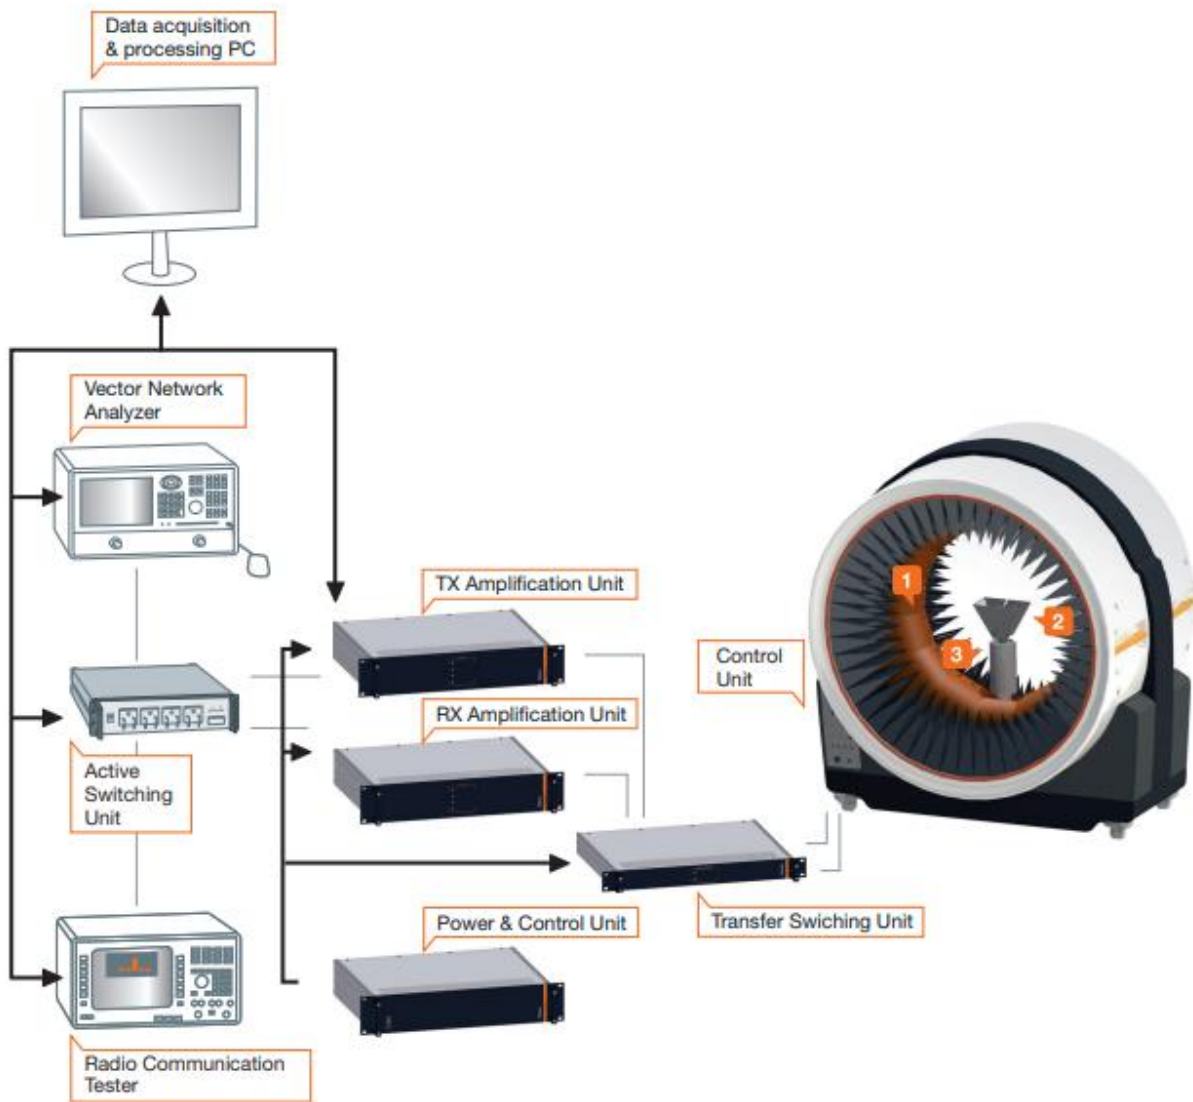 Data acquisition
& processing PC
Vector Network
Analyzer
TX Amplification Unit
1
2
3
Control
Unit
RX Amplification Unit
Active
Switching
Unit
Power & Control Unit
Transfer Swiching Unit
Radio Communication
Tester